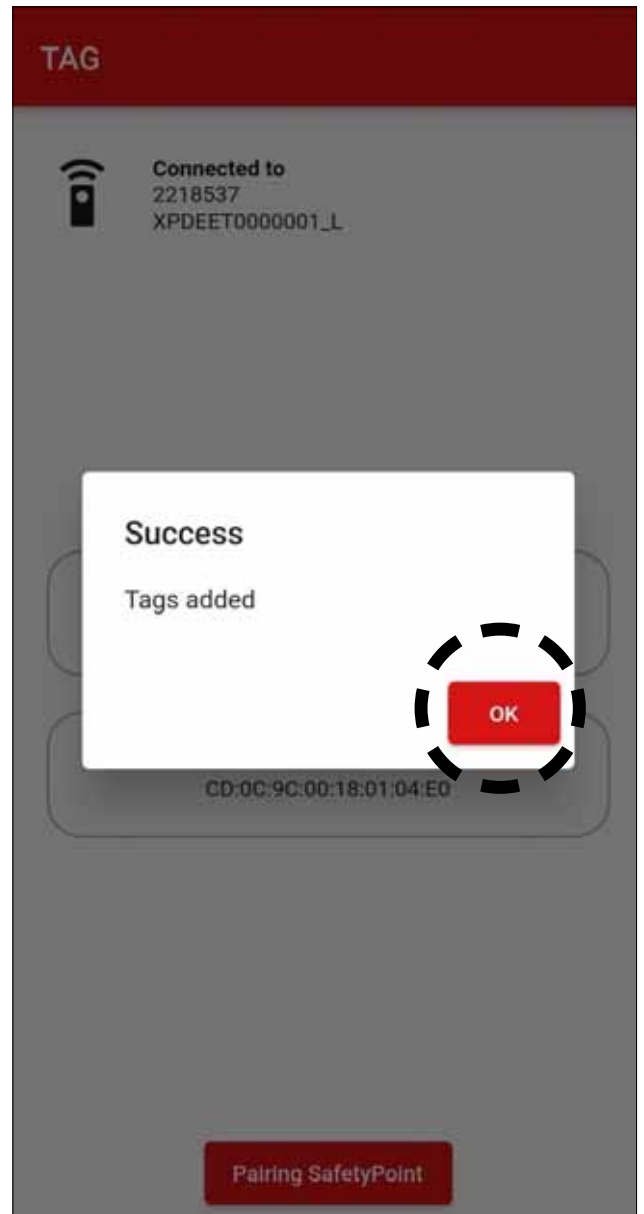 TAG
Connected to
2218537
XPDEET0000001_L
Success
Tags added
OK
CD:0C:9C:00:18:01:04:E0
Pairing SafetyPoint